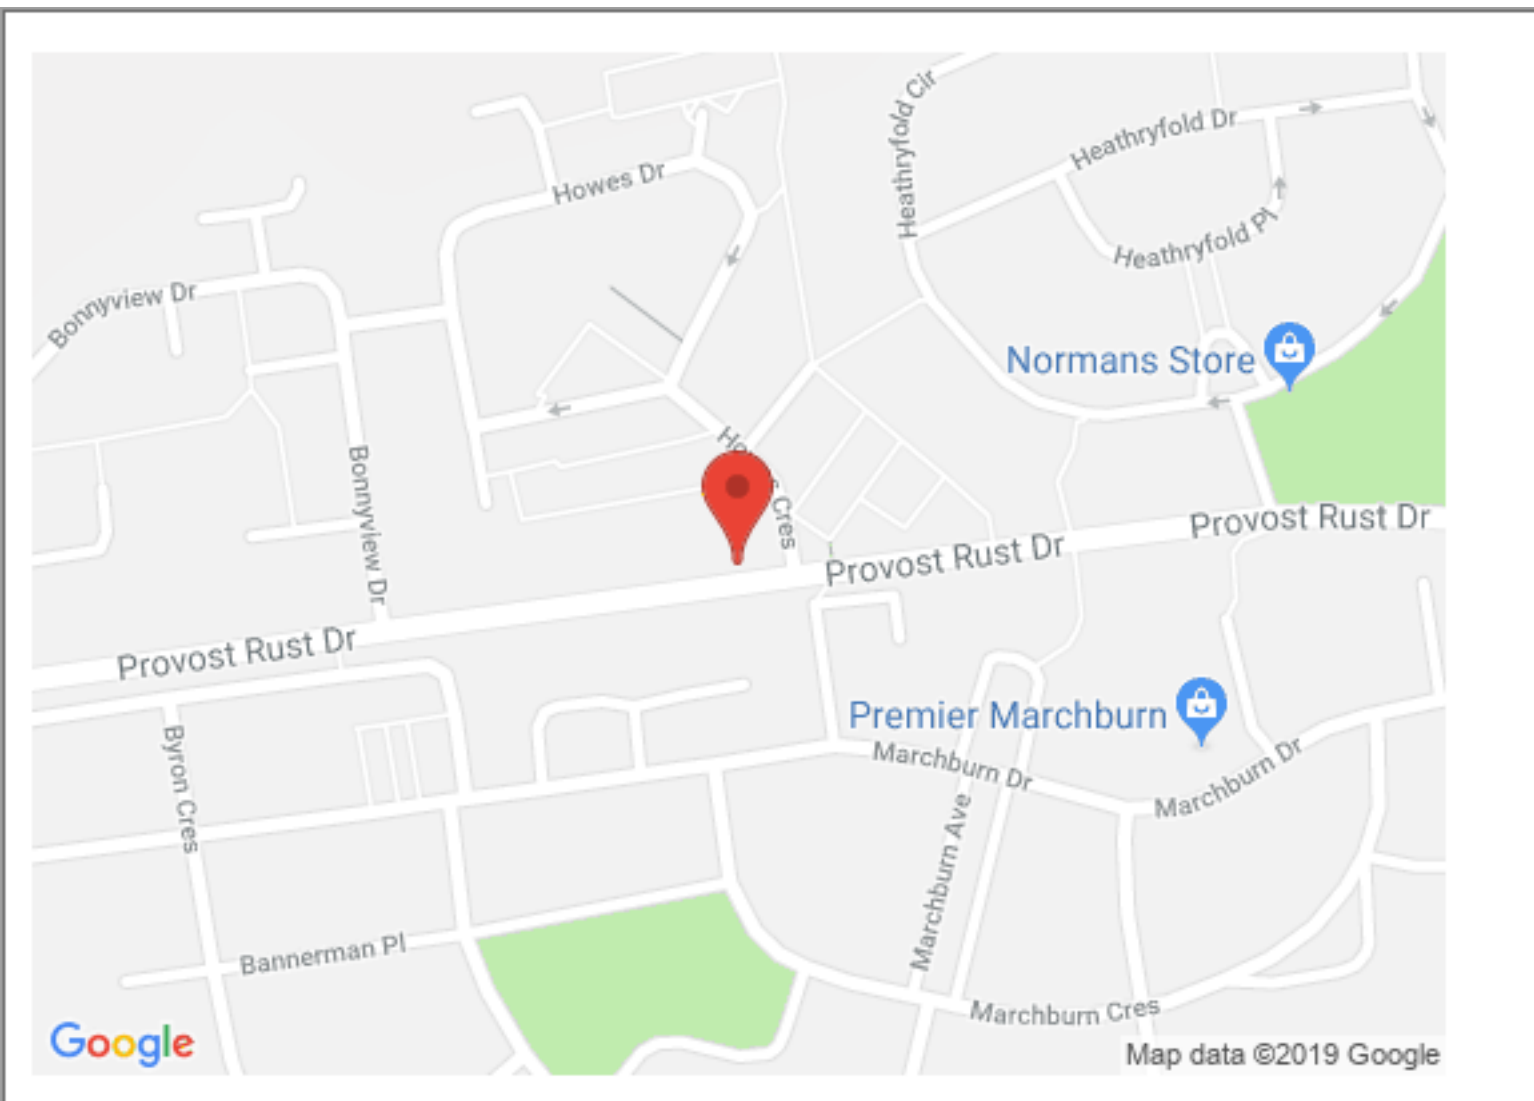 Heathryfold Cir
Heathryfold Dr
Howes Dr
Heathryfold Pl
Bonnyview Dr
Normans Store
Howes Cres
Bonnyview Dr
Provost Rust Dr
Provost Rust Dr
Provost Rust Dr
Premier Marchburn
Byron Cres
Marchburn Dr
Marchburn Dr
Marchburn Ave
Bannerman Pl
Marchburn Cres
Google
Map data ©2019 Google